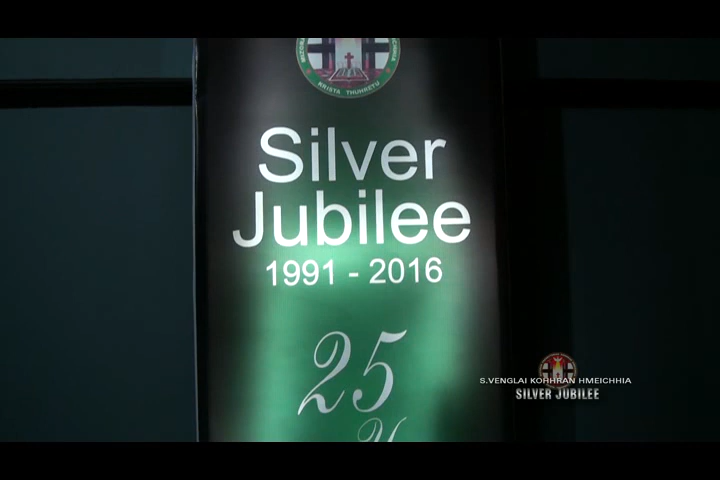 KRISTA THUHRETU
Silver
Jubilee
1991 - 2016
25
S.VENGLAI KOHHRAN HMEICHHIA
SILVER JUBILEE